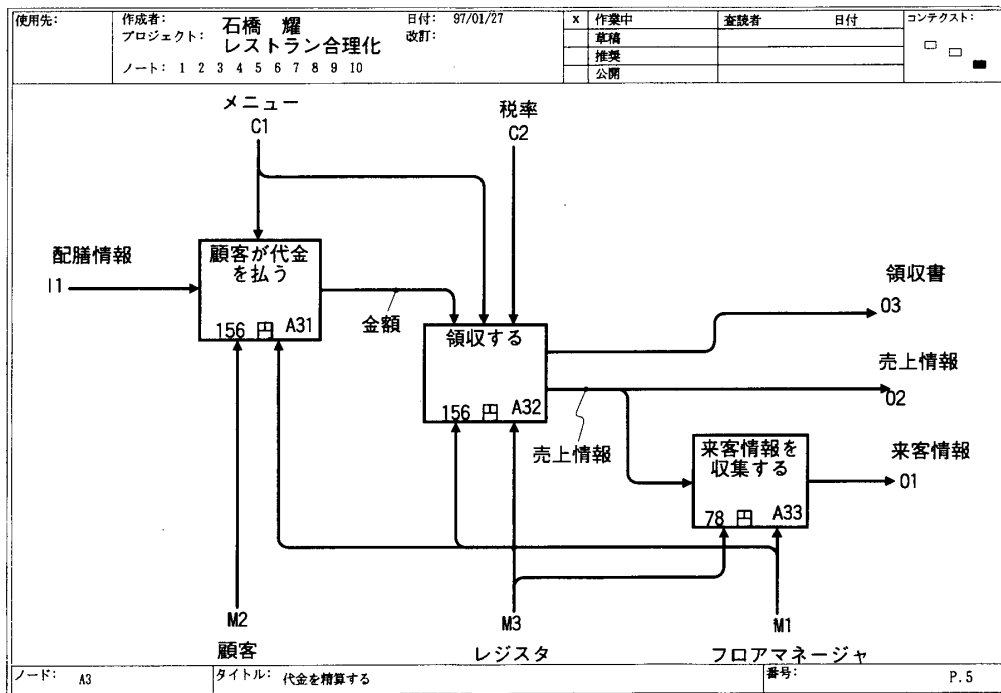 使用先:
作成者: 石橋 耀
日付: 97/01/27
プロジェクト: レストラン合理化
改訂:
ノート: 1 2 3 4 5 6 7 8 9 10
x 作業中
草稿
推奨
公開
査読者 日付
コンテクスト:
メニュー
C1
税率
C2
配膳情報
I1
顧客が代金
を払う
156 円 A31
金額
領収する
156 円 A32
領収書
O3
売上情報
O2
売上情報
来客情報を
収集する
78 円 A33
来客情報
O1
M2
顧客
M3
レジスタ
M1
フロアマネージャ
ノード: A3
タイトル: 代金を精算する
番号: P.5